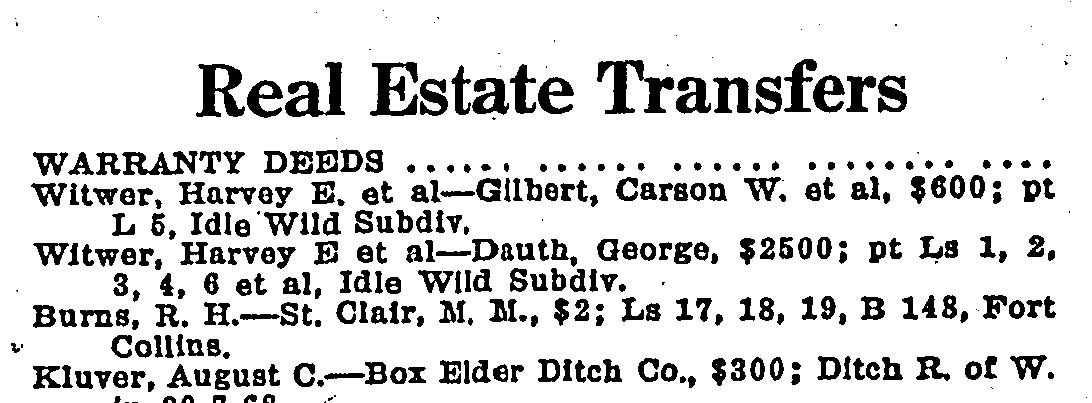 Real Estate Transfers
WARRANTY DEEDS ...... ...... ...... ......... ....
Witwer, Harvey E. et al—Gilbert, Carson W. et al, $600; pt
L 5, Idle Wild Subdiv.
Witwer, Harvey E et al—Dauth, George, $2500; pt Ls 1, 2,
3, 4, 6 et al, Idle Wild Subdiv.
Burns, R. H.—St. Clair, M. M., $2; Ls 17, 18, 19, B 148, Fort
Collins.
Kluver, August C.—Box Elder Ditch Co., $300; Ditch R. of W.